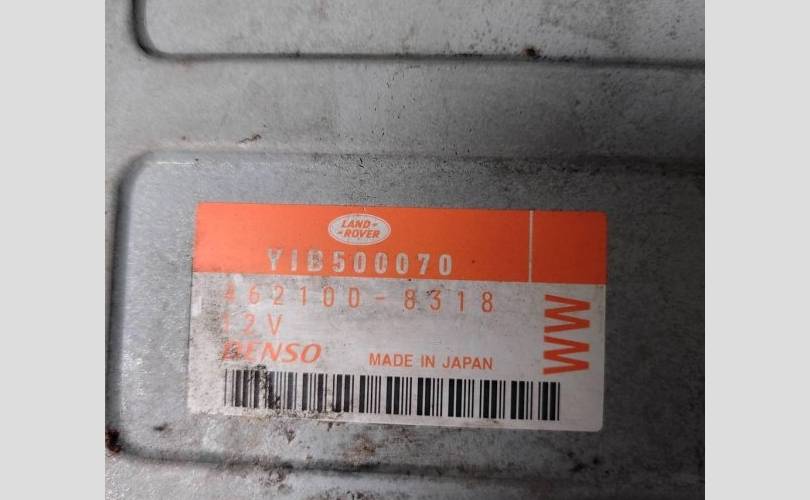 LAND-
-ROVER
YIB500070
462100-8318
12V
DENSO MADE IN JAPAN
WW